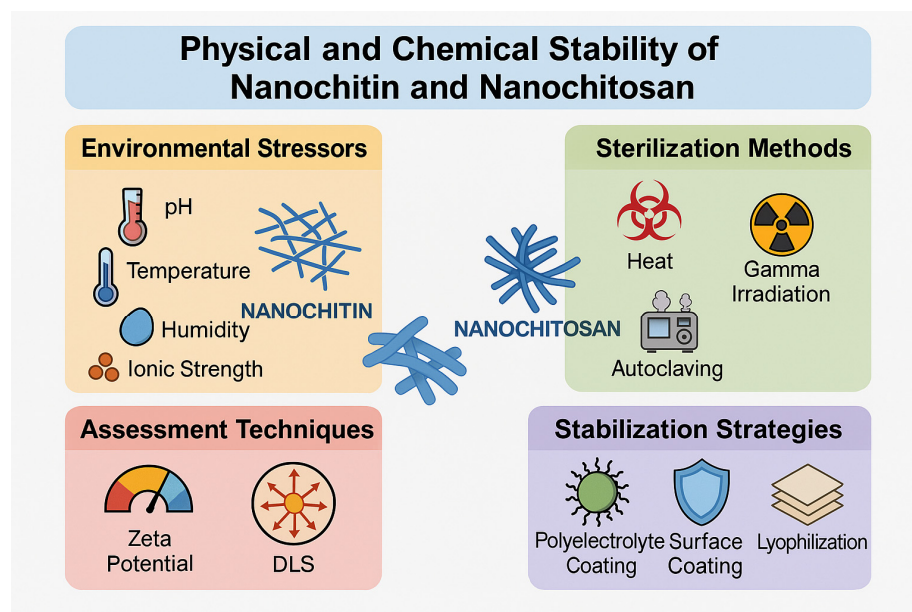 Physical and Chemical Stability of
Nanochitin and Nanochitosan
Environmental Stressors
pH
Temperature
Humidity
Ionic Strength
NANOCHITIN
NANOCHITOSAN
Sterilization Methods
Heat
Gamma
Irradiation
Autoclaving
Assessment Techniques
Zeta
Potential
DLS
Stabilization Strategies
Polyelectrolyte
Coating
Surface
Coating
Lyophilization